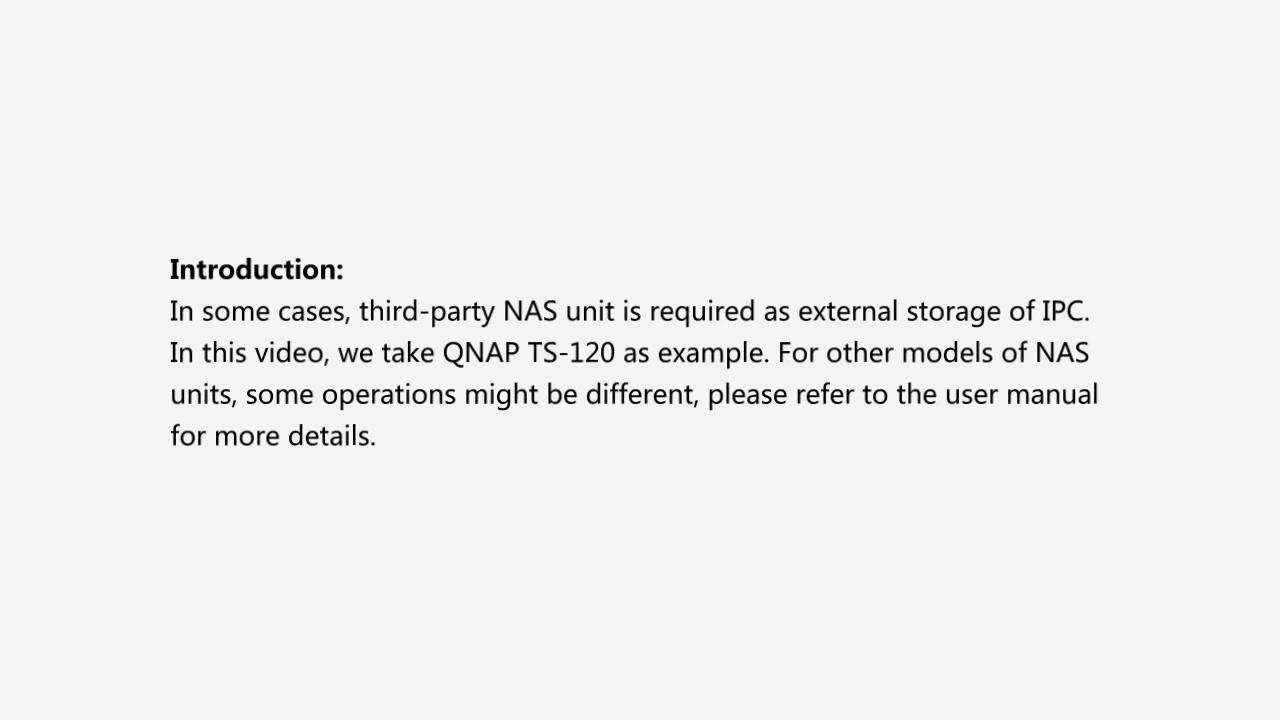 Introduction:
In some cases, third-party NAS unit is required as external storage of IPC.
In this video, we take QNAP TS-120 as example. For other models of NAS
units, some operations might be different, please refer to the user manual
for more details.